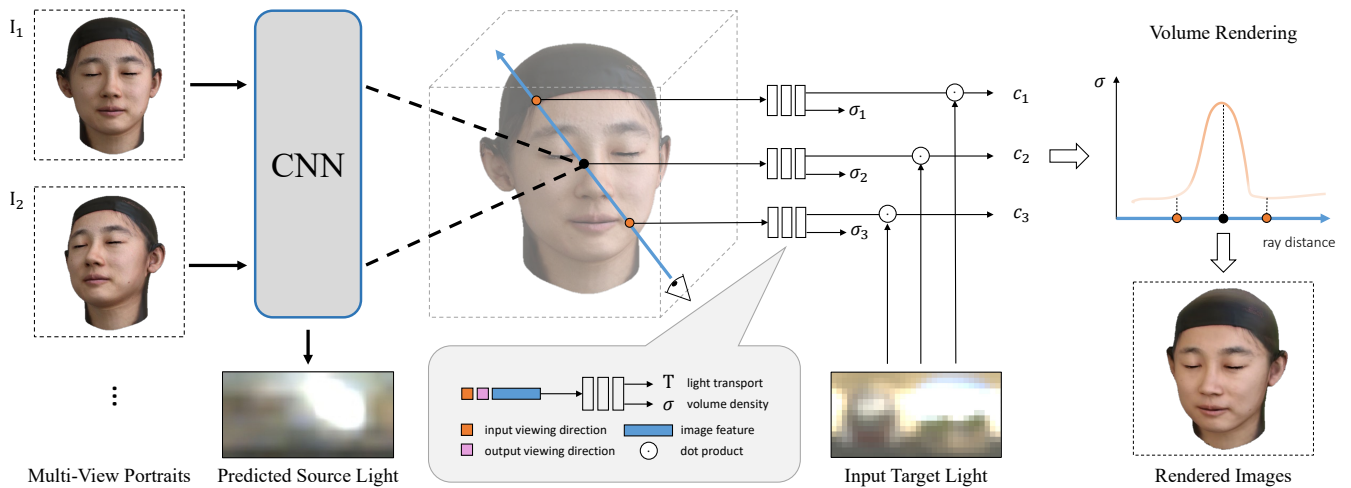 I1
I2
⋮
Multi-View Portraits
CNN
Predicted Source Light
σ1
σ2
σ3
c1
c2
c3
T light transport
σ volume density
input viewing direction
image feature
output viewing direction
dot product
Input Target Light
Volume Rendering
σ
ray distance
Rendered Images